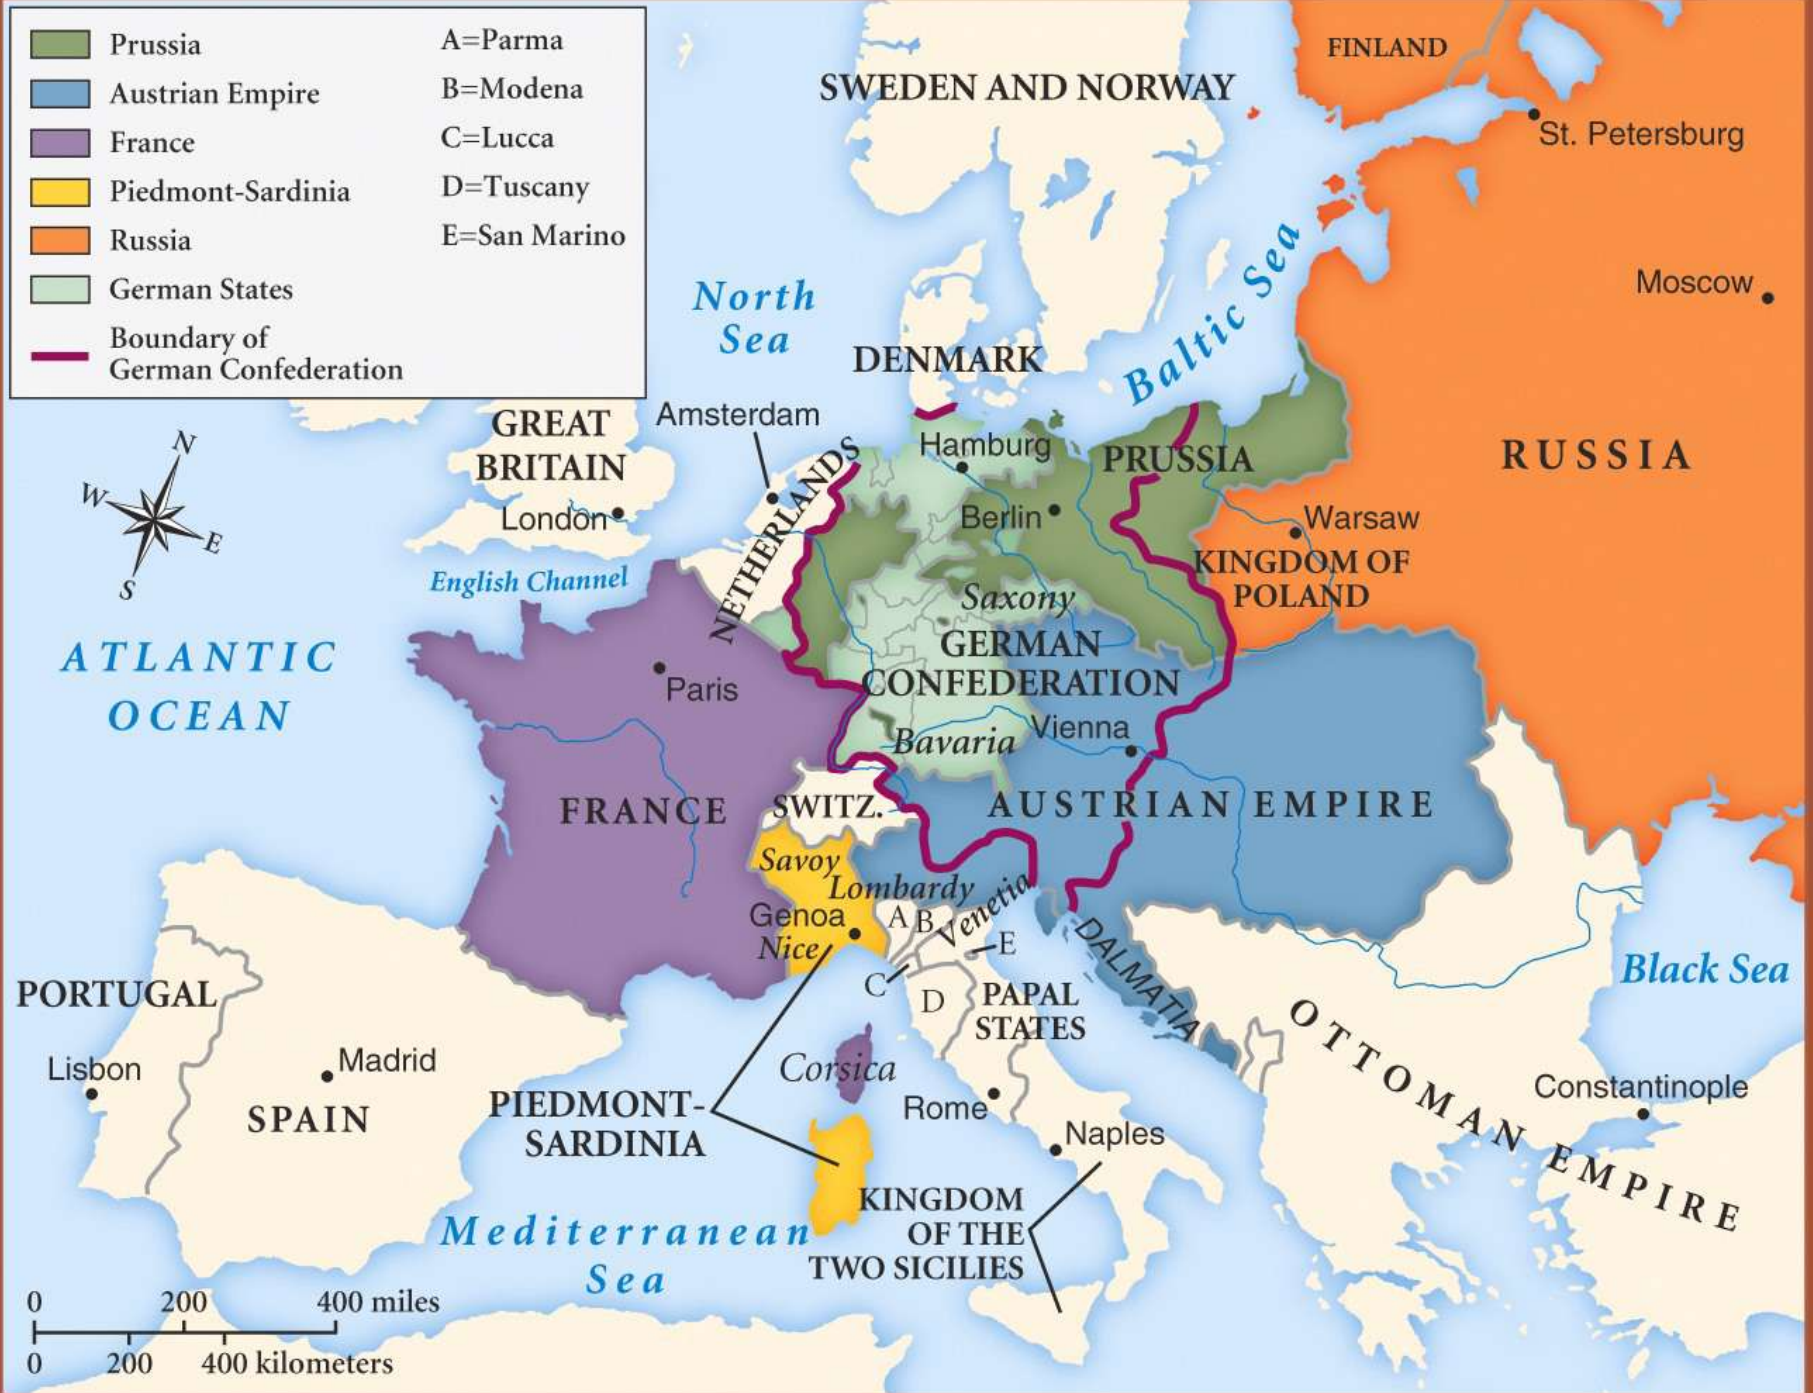 Prussia
Austrian Empire
France
Piedmont-Sardinia
Russia
German States
Boundary of
German Confederation
A=Parma
B=Modena
C=Lucca
D=Tuscany
E=San Marino
FINLAND
SWEDEN AND NORWAY
St. Petersburg
Moscow
North
Sea
Baltic Sea
DENMARK
GREAT
BRITAIN
London
Amsterdam
NETHERLANDS
Hamburg
PRUSSIA
Berlin
RUSSIA
Warsaw
KINGDOM OF
POLAND
N
W
E
S
English Channel
ATLANTIC
OCEAN
Saxony
GERMAN
CONFEDERATION
Paris
Bavaria
Vienna
FRANCE
SWITZ.
AUSTRIAN EMPIRE
Savoy
Lombardy
Venetia
Genoa
Nice
A
B
E
C
D
DALMATIA
PAPAL
STATES
Black Sea
PORTUGAL
Lisbon
Madrid
SPAIN
Corsica
PIEDMONT-
SARDINIA
Rome
Naples
OTTOMAN EMPIRE
Constantinople
KINGDOM
OF THE
TWO SICILIES
Mediterranean
Sea
0 200 400 miles
0 200 400 kilometers